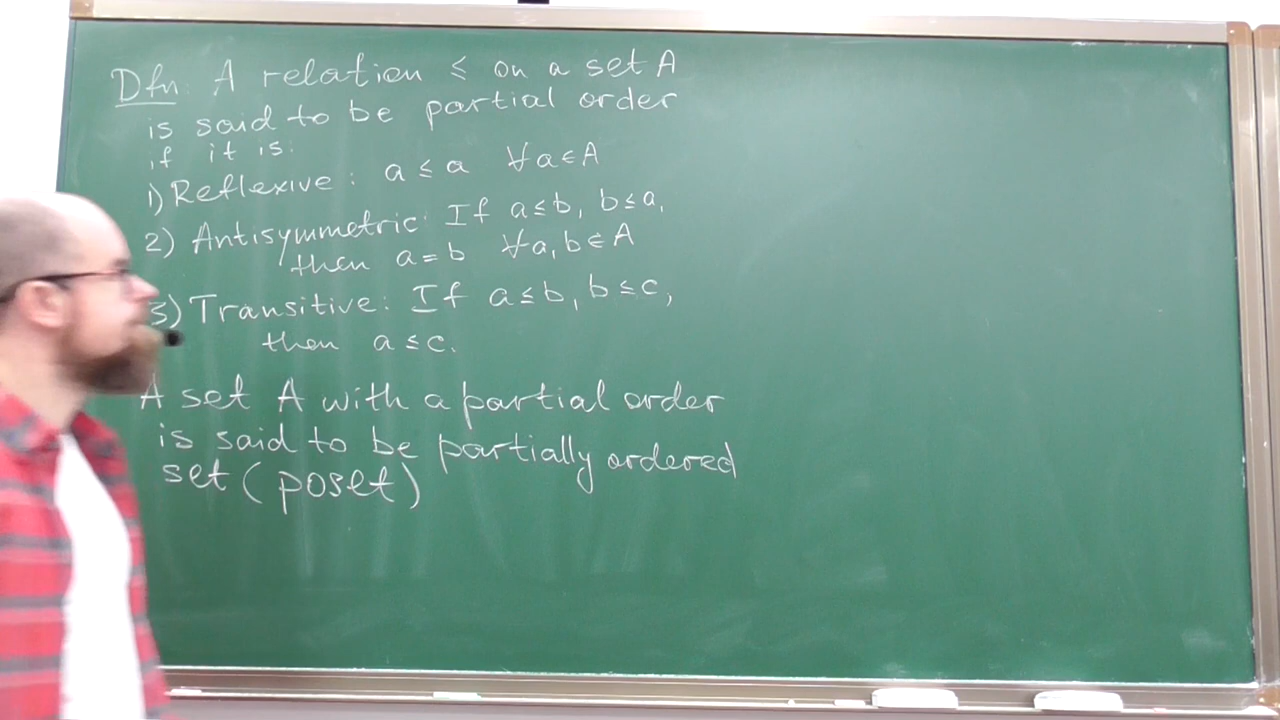 Dfn: A relation ≤ on a set A
is said to be partial order
if it is:
1) Reflexive: a ≤ a ∀a∈A
2) Antisymmetric: If a≤b, b≤a,
then a=b ∀a,b∈A
3) Transitive: If a≤b, b≤c,
then a≤c.
A set A with a partial order
is said to be partially ordered
set (poset)